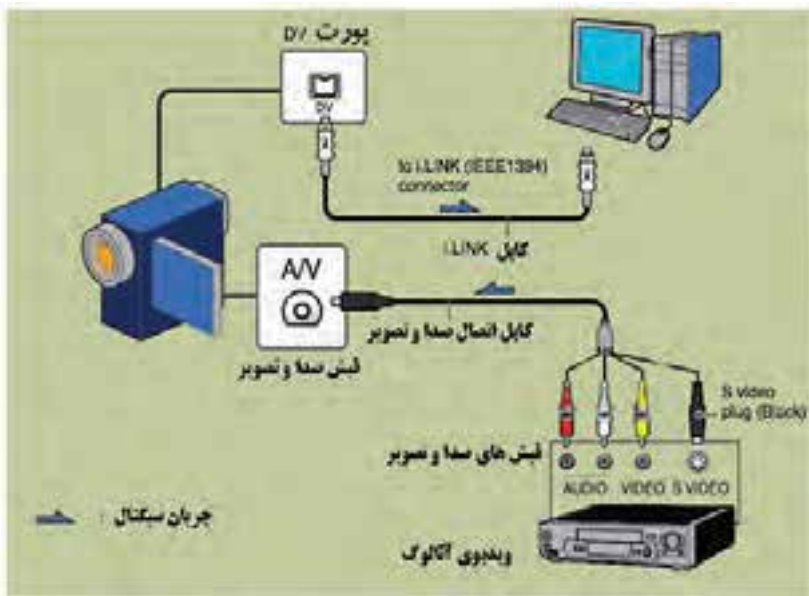 پورت DV
DV
to i.LINK (IEEE1394)
connector
کابل i.LINK
A/V
کابل اتصال صدا و تصویر
فیش صدا و تصویر
S video
plug (Black)
فیش های صدا و تصویر
AUDIO VIDEO S VIDEO
جریان سیگنال :
ویدیوی آنالوگ